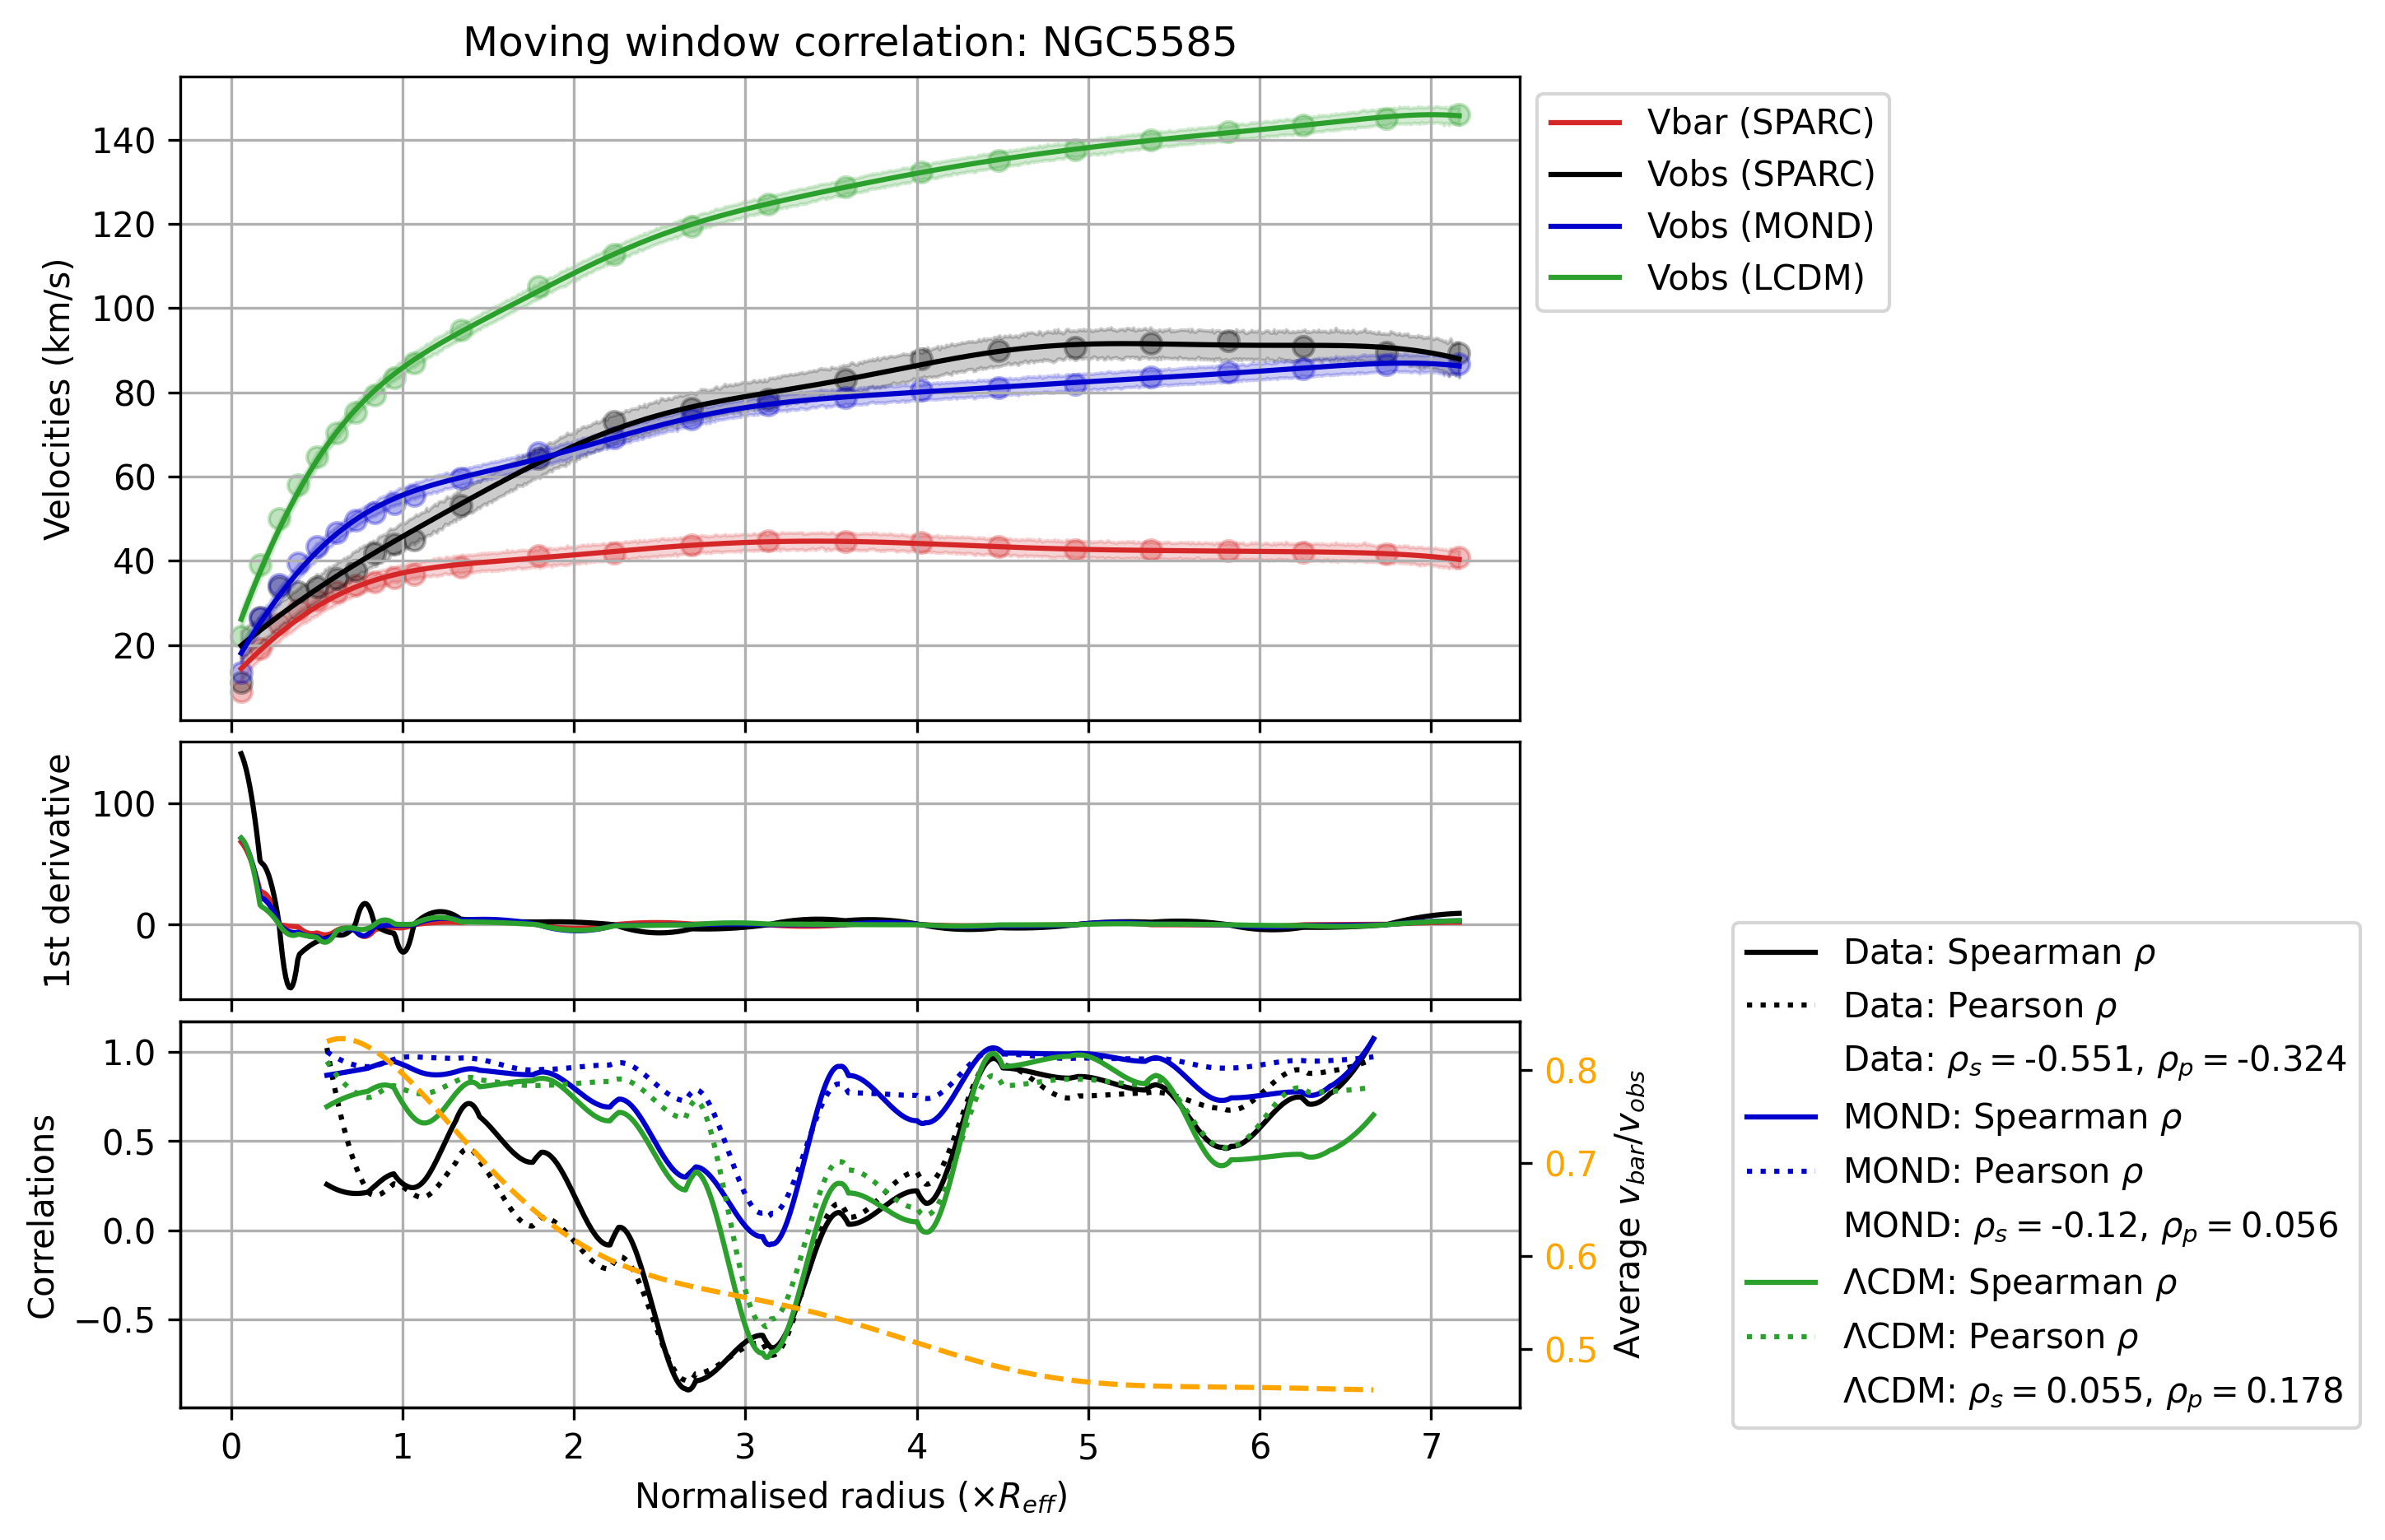 Moving window correlation: NGC5585
Velocities (km/s)
140
120
100
80
60
40
20
Vbar (SPARC)
Vobs (SPARC)
Vobs (MOND)
Vobs (LCDM)
1st derivative
100
0
Correlations
1.0
0.5
0.0
−0.5
0.8
0.7
0.6
0.5
Average v_bar/v_obs
0 1 2 3 4 5 6 7
Normalised radius (×R_eff)
Data: Spearman ρ
Data: Pearson ρ
Data: ρ_s = -0.551, ρ_p = -0.324
MOND: Spearman ρ
MOND: Pearson ρ
MOND: ρ_s = -0.12, ρ_p = 0.056
ΛCDM: Spearman ρ
ΛCDM: Pearson ρ
ΛCDM: ρ_s = 0.055, ρ_p = 0.178